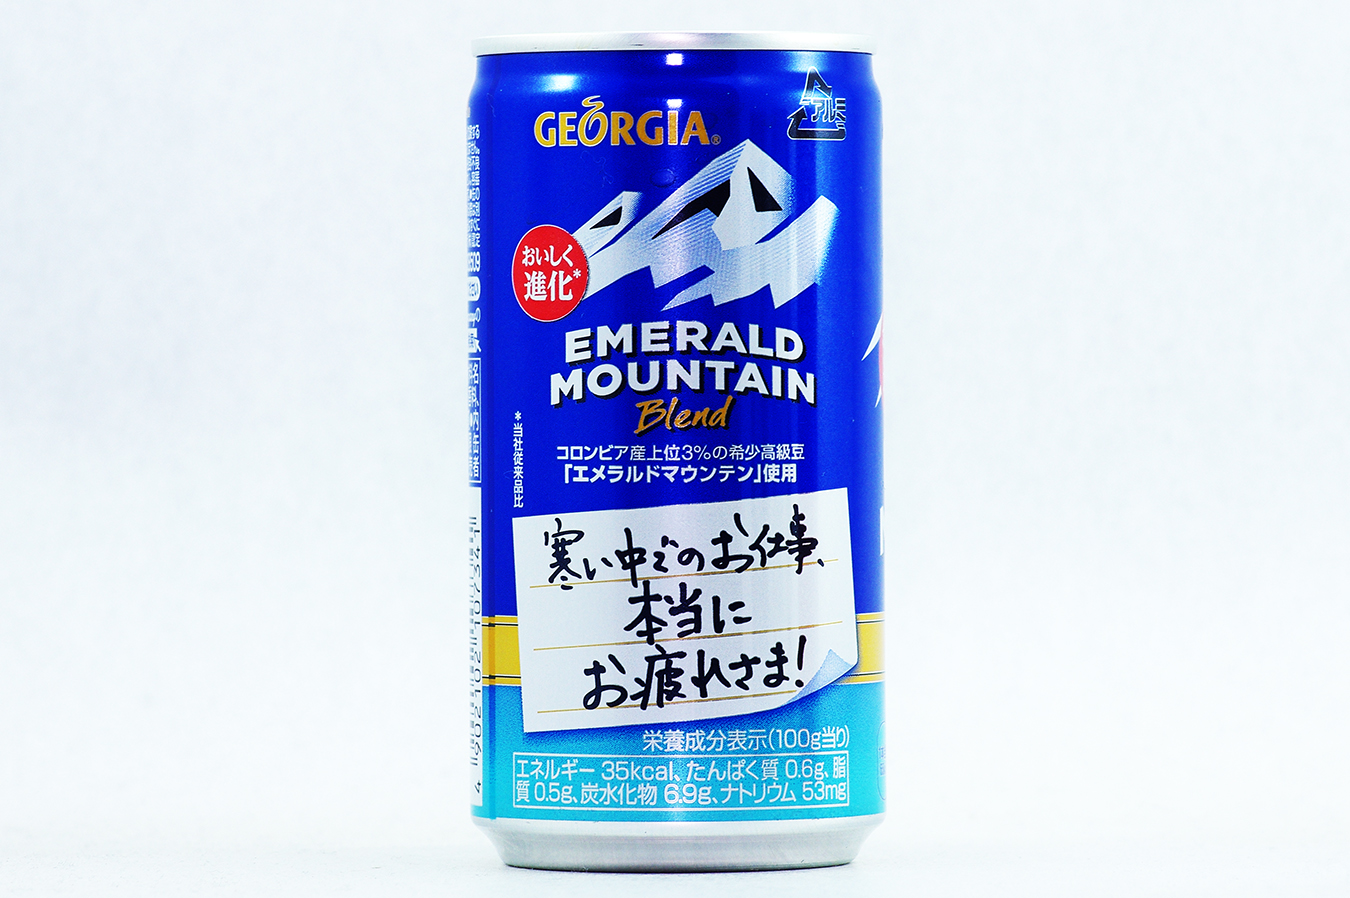 GEORGIA®
アルミ
おいしく
進化*
EMERALD
MOUNTAIN
Blend
*当社従来品比
コロンビア産上位3%の希少高級豆
「エメラルドマウンテン」使用
寒い中でのお仕事、
本当に
お疲れさま!
栄養成分表示(100g当り)
エネルギー 35kcal、たんぱく質 0.6g、脂
質 0.5g、炭水化物 6.9g、ナトリウム 53mg